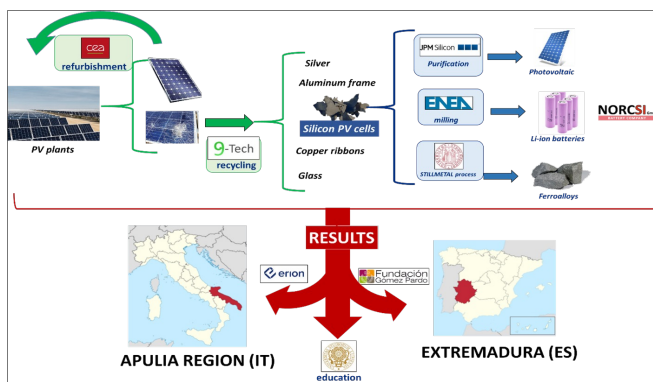 cea
refurbishment
PV plants
9-Tech
recycling
Silver
Aluminum frame
Silicon PV cells
Copper ribbons
Glass
JPM Silicon
Purification
Photovoltaic
ENEA
milling
Li-ion batteries
NORCSI
STILLMETAL process
Ferroalloys
RESULTS
erion
Fundación
Gómez Pardo
APULIA REGION (IT)
EXTREMADURA (ES)
education